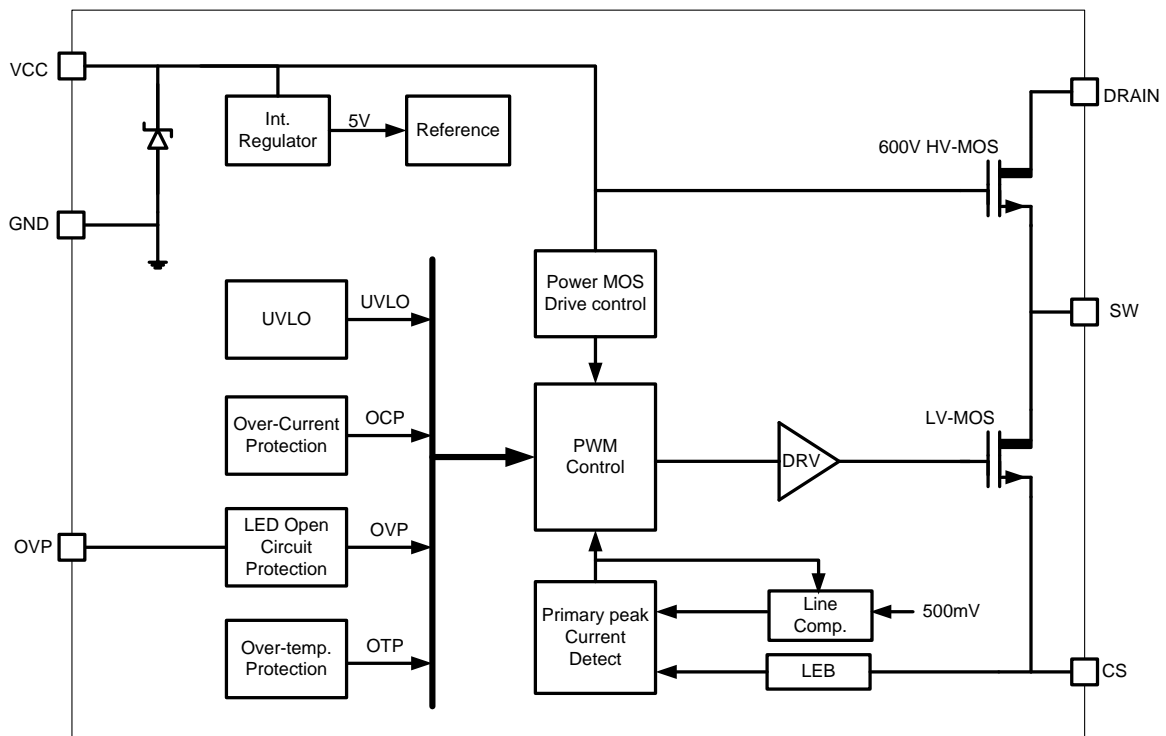 VCC
DRAIN
Int.
Regulator
5V
Reference
600V HV-MOS
GND
Power MOS
Drive control
UVLO
UVLO
SW
Over-Current
Protection
OCP
PWM
Control
DRV
LV-MOS
OVP
LED Open
Circuit
Protection
OVP
Primary peak
Current
Detect
Line
Comp.
500mV
Over-temp.
Protection
OTP
LEB
CS